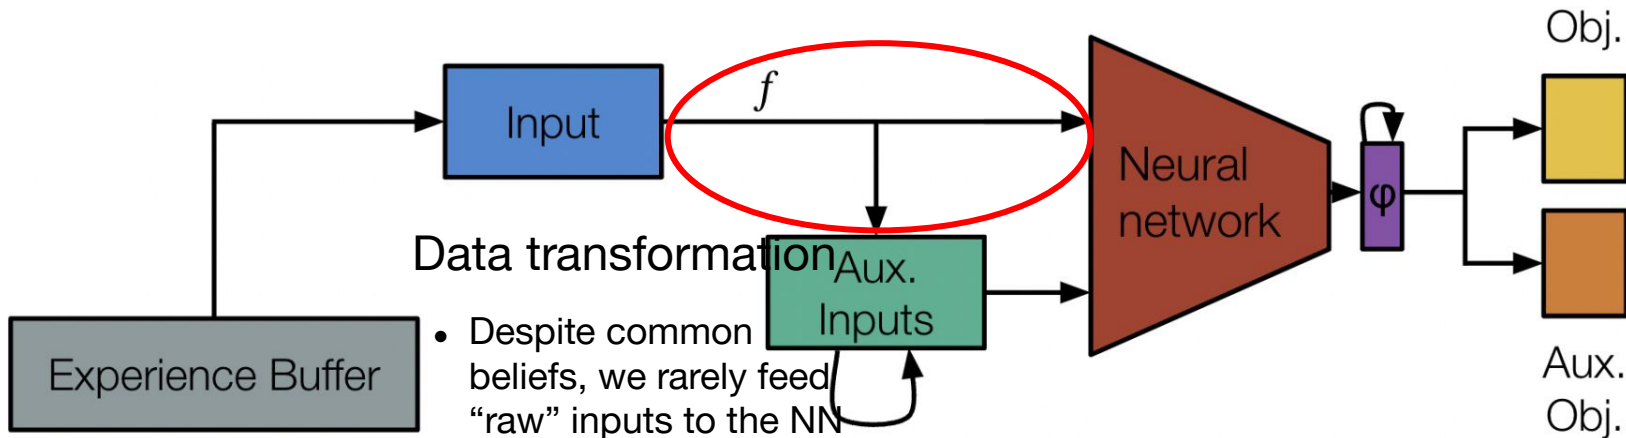 Obj.
f
Input
Neural
network
φ
Data transformation
Aux.
Inputs
• Despite common
beliefs, we rarely feed
“raw” inputs to the NN
Experience Buffer
Aux.
Obj.